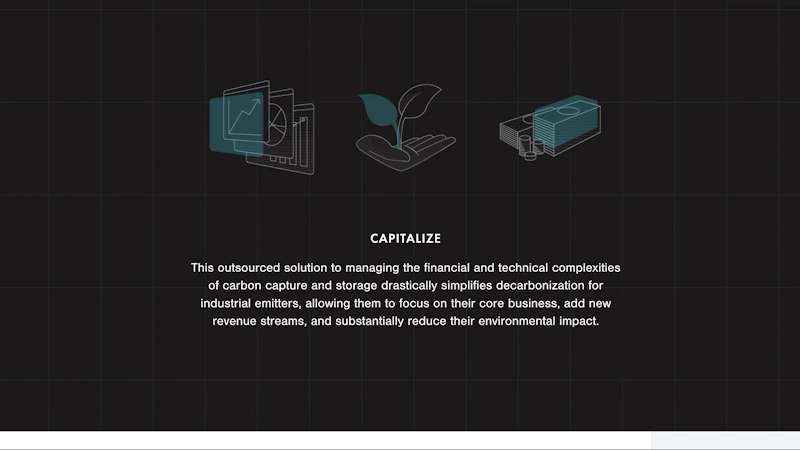 CAPITALIZE
This outsourced solution to managing the financial and technical complexities
of carbon capture and storage drastically simplifies decarbonization for
industrial emitters, allowing them to focus on their core business, add new
revenue streams, and substantially reduce their environmental impact.